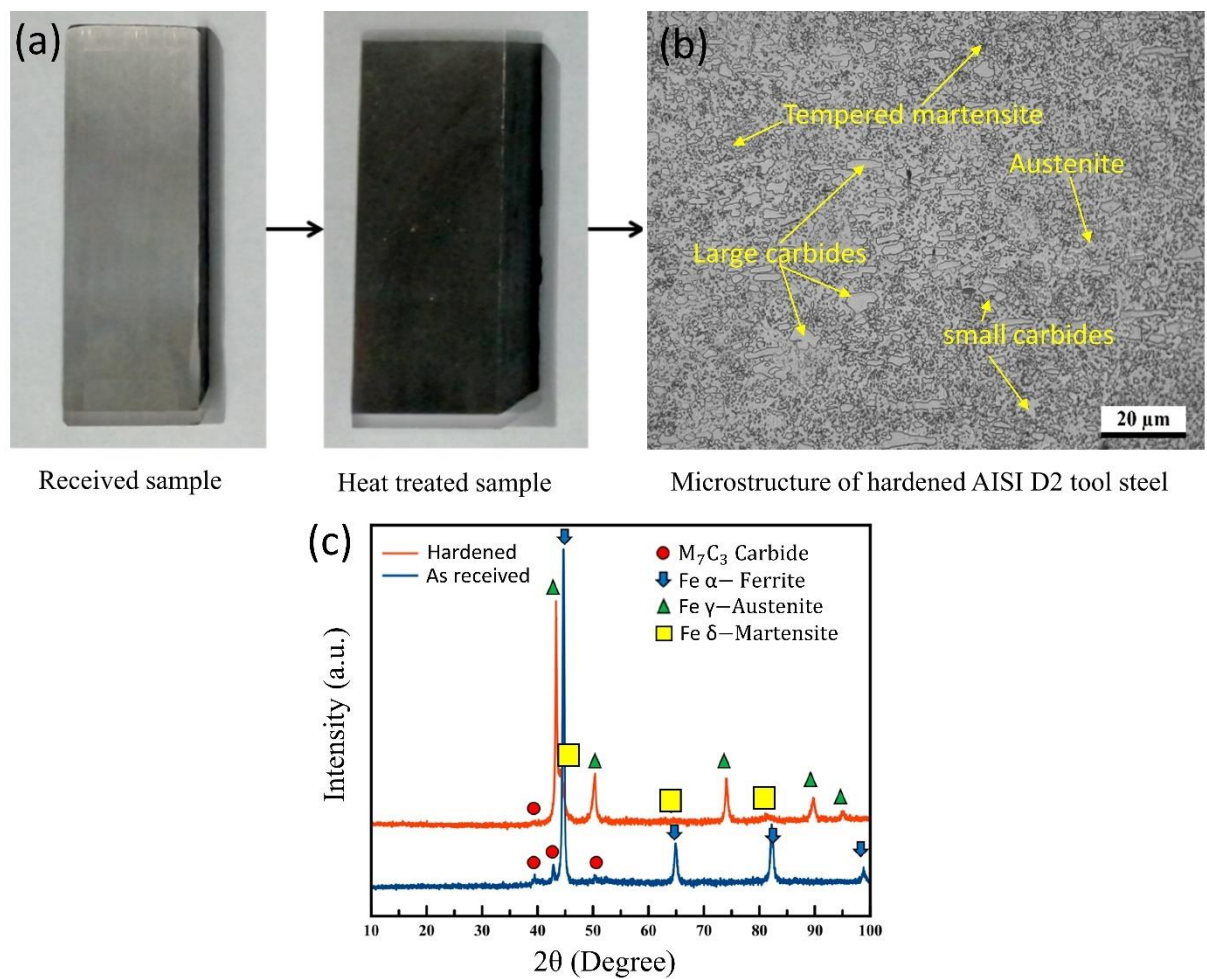 (a)
(b)
Tempered martensite
Austenite
Large carbides
small carbides
20 μm
Received sample
Heat treated sample
Microstructure of hardened AISI D2 tool steel
(c)
Hardened
As received
M₇C₃ Carbide
Fe α− Ferrite
Fe γ−Austenite
Fe δ−Martensite
Intensity (a.u.)
10 20 30 40 50 60 70 80 90 100
2θ (Degree)